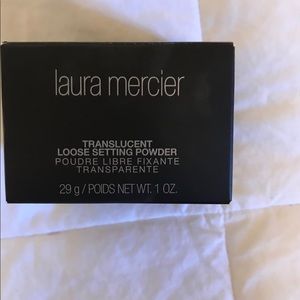 laura mercier
TRANSLUCENT
LOOSE SETTING POWDER
POUDRE LIBRE FIXANTE
TRANSPARENTE
29 g / POIDS NET WT. 1 OZ.